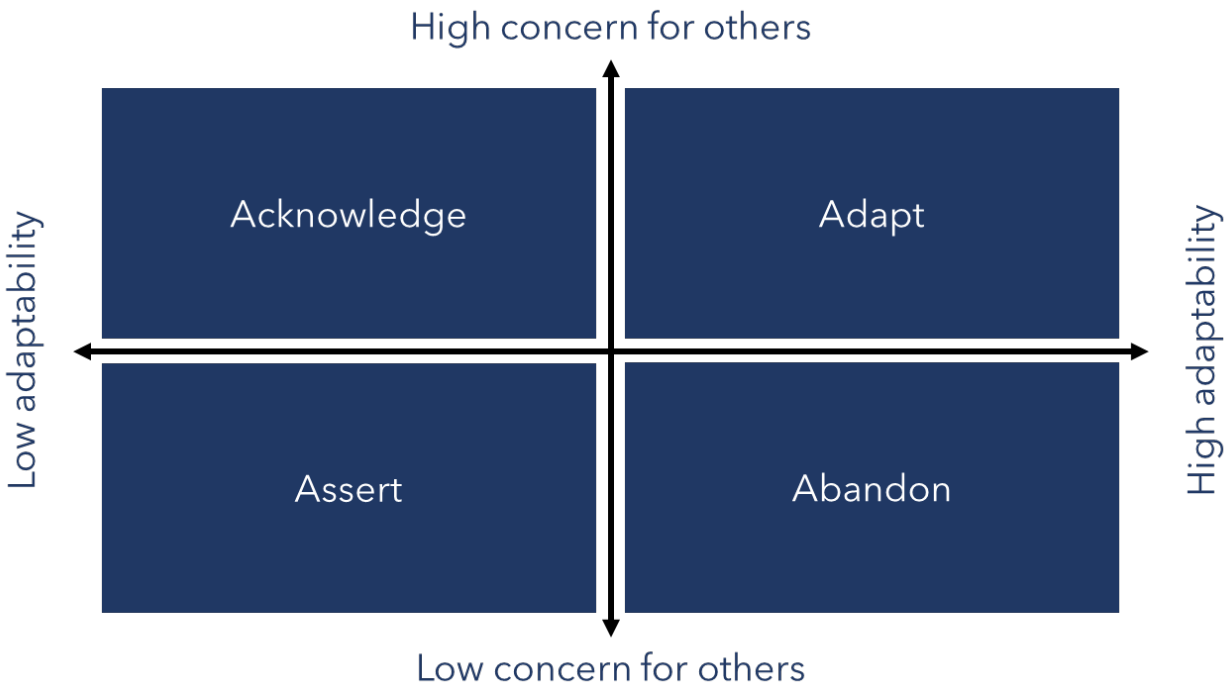 High concern for others
Acknowledge
Adapt
Low adaptability
High adaptability
Assert
Abandon
Low concern for others